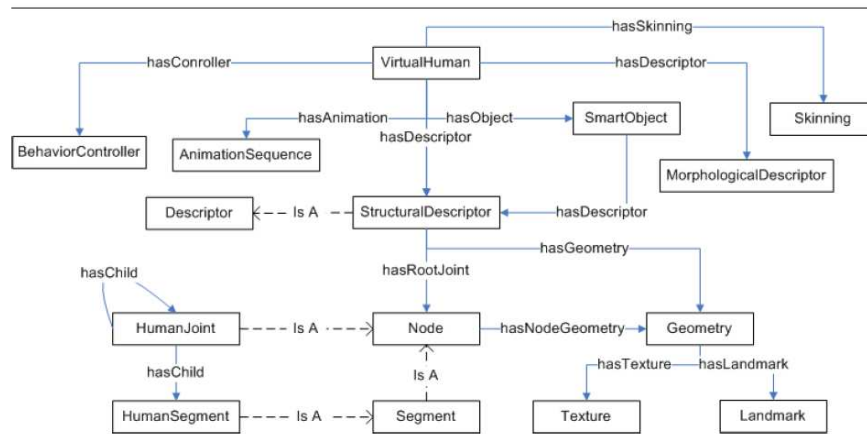 hasSkinning
VirtualHuman
hasConroller
hasDescriptor
hasAnimation
hasObject
SmartObject
Skinning
hasDescriptor
BehaviorController
AnimationSequence
MorphologicalDescriptor
Descriptor
Is A
StructuralDescriptor
hasDescriptor
hasGeometry
hasRootJoint
hasChild
HumanJoint
Is A
Node
hasNodeGeometry
Geometry
hasChild
Is A
hasTexture
hasLandmark
HumanSegment
Is A
Segment
Texture
Landmark